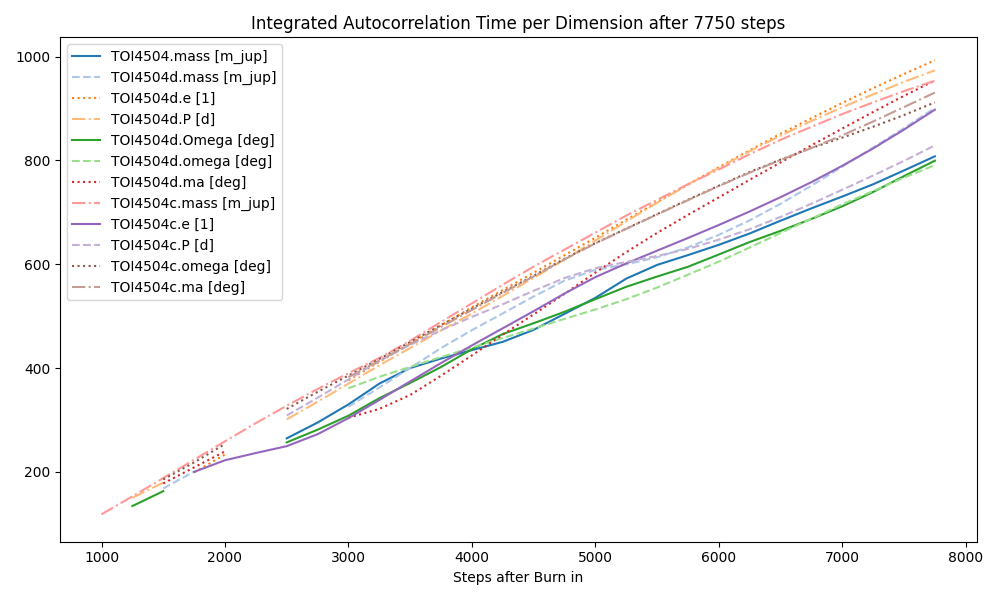 Integrated Autocorrelation Time per Dimension after 7750 steps
TOI4504.mass [m_jup]
TOI4504d.mass [m_jup]
TOI4504d.e [1]
TOI4504d.P [d]
TOI4504d.Omega [deg]
TOI4504d.omega [deg]
TOI4504d.ma [deg]
TOI4504c.mass [m_jup]
TOI4504c.e [1]
TOI4504c.P [d]
TOI4504c.omega [deg]
TOI4504c.ma [deg]
1000
800
600
400
200
1000 2000 3000 4000 5000 6000 7000 8000
Steps after Burn in